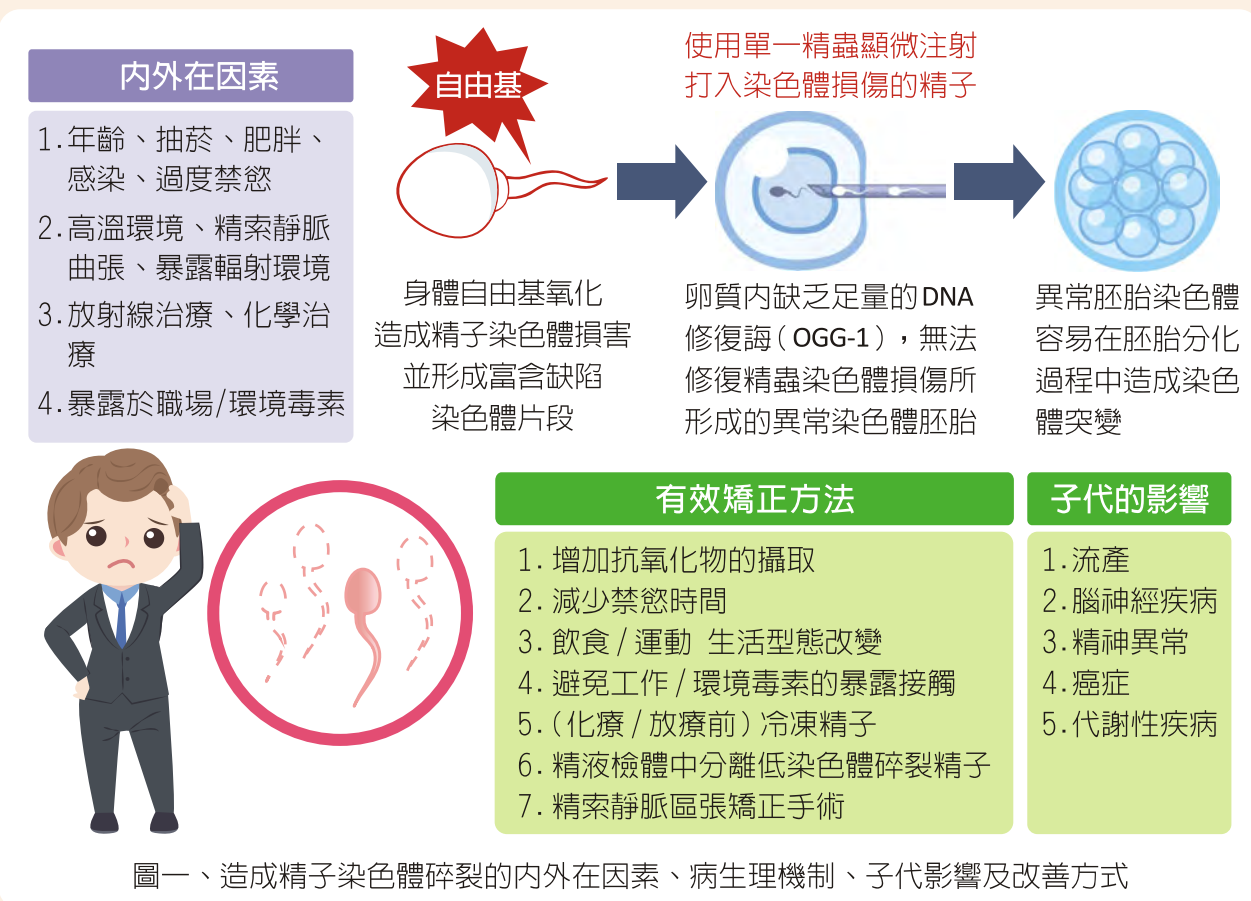 內外在因素
1.年齡、抽菸、肥胖、
感染、過度禁慾
2.高溫環境、精索靜脈
曲張、暴露輻射環境
3.放射線治療、化學治
療
4.暴露於職場/環境毒素
自由基
身體自由基氧化
造成精子染色體損害
並形成富含缺陷
染色體片段
使用單一精蟲顯微注射
打入染色體損傷的精子
卵質內缺乏足量的DNA
修復誨(OGG-1),無法
修復精蟲染色體損傷所
形成的異常染色體胚胎
異常胚胎染色體
容易在胚胎分化
過程中造成染色
體突變
有效矯正方法
1. 增加抗氧化物的攝取
2. 減少禁慾時間
3. 飲食/運動 生活型態改變
4. 避免工作/環境毒素的暴露接觸
5.(化療/放療前)冷凍精子
6. 精液檢體中分離低染色體碎裂精子
7. 精索靜脈區張矯正手術
子代的影響
1.流產
2.腦神經疾病
3.精神異常
4.癌症
5.代謝性疾病
圖一、造成精子染色體碎裂的內外在因素、病生理機制、子代影響及改善方式